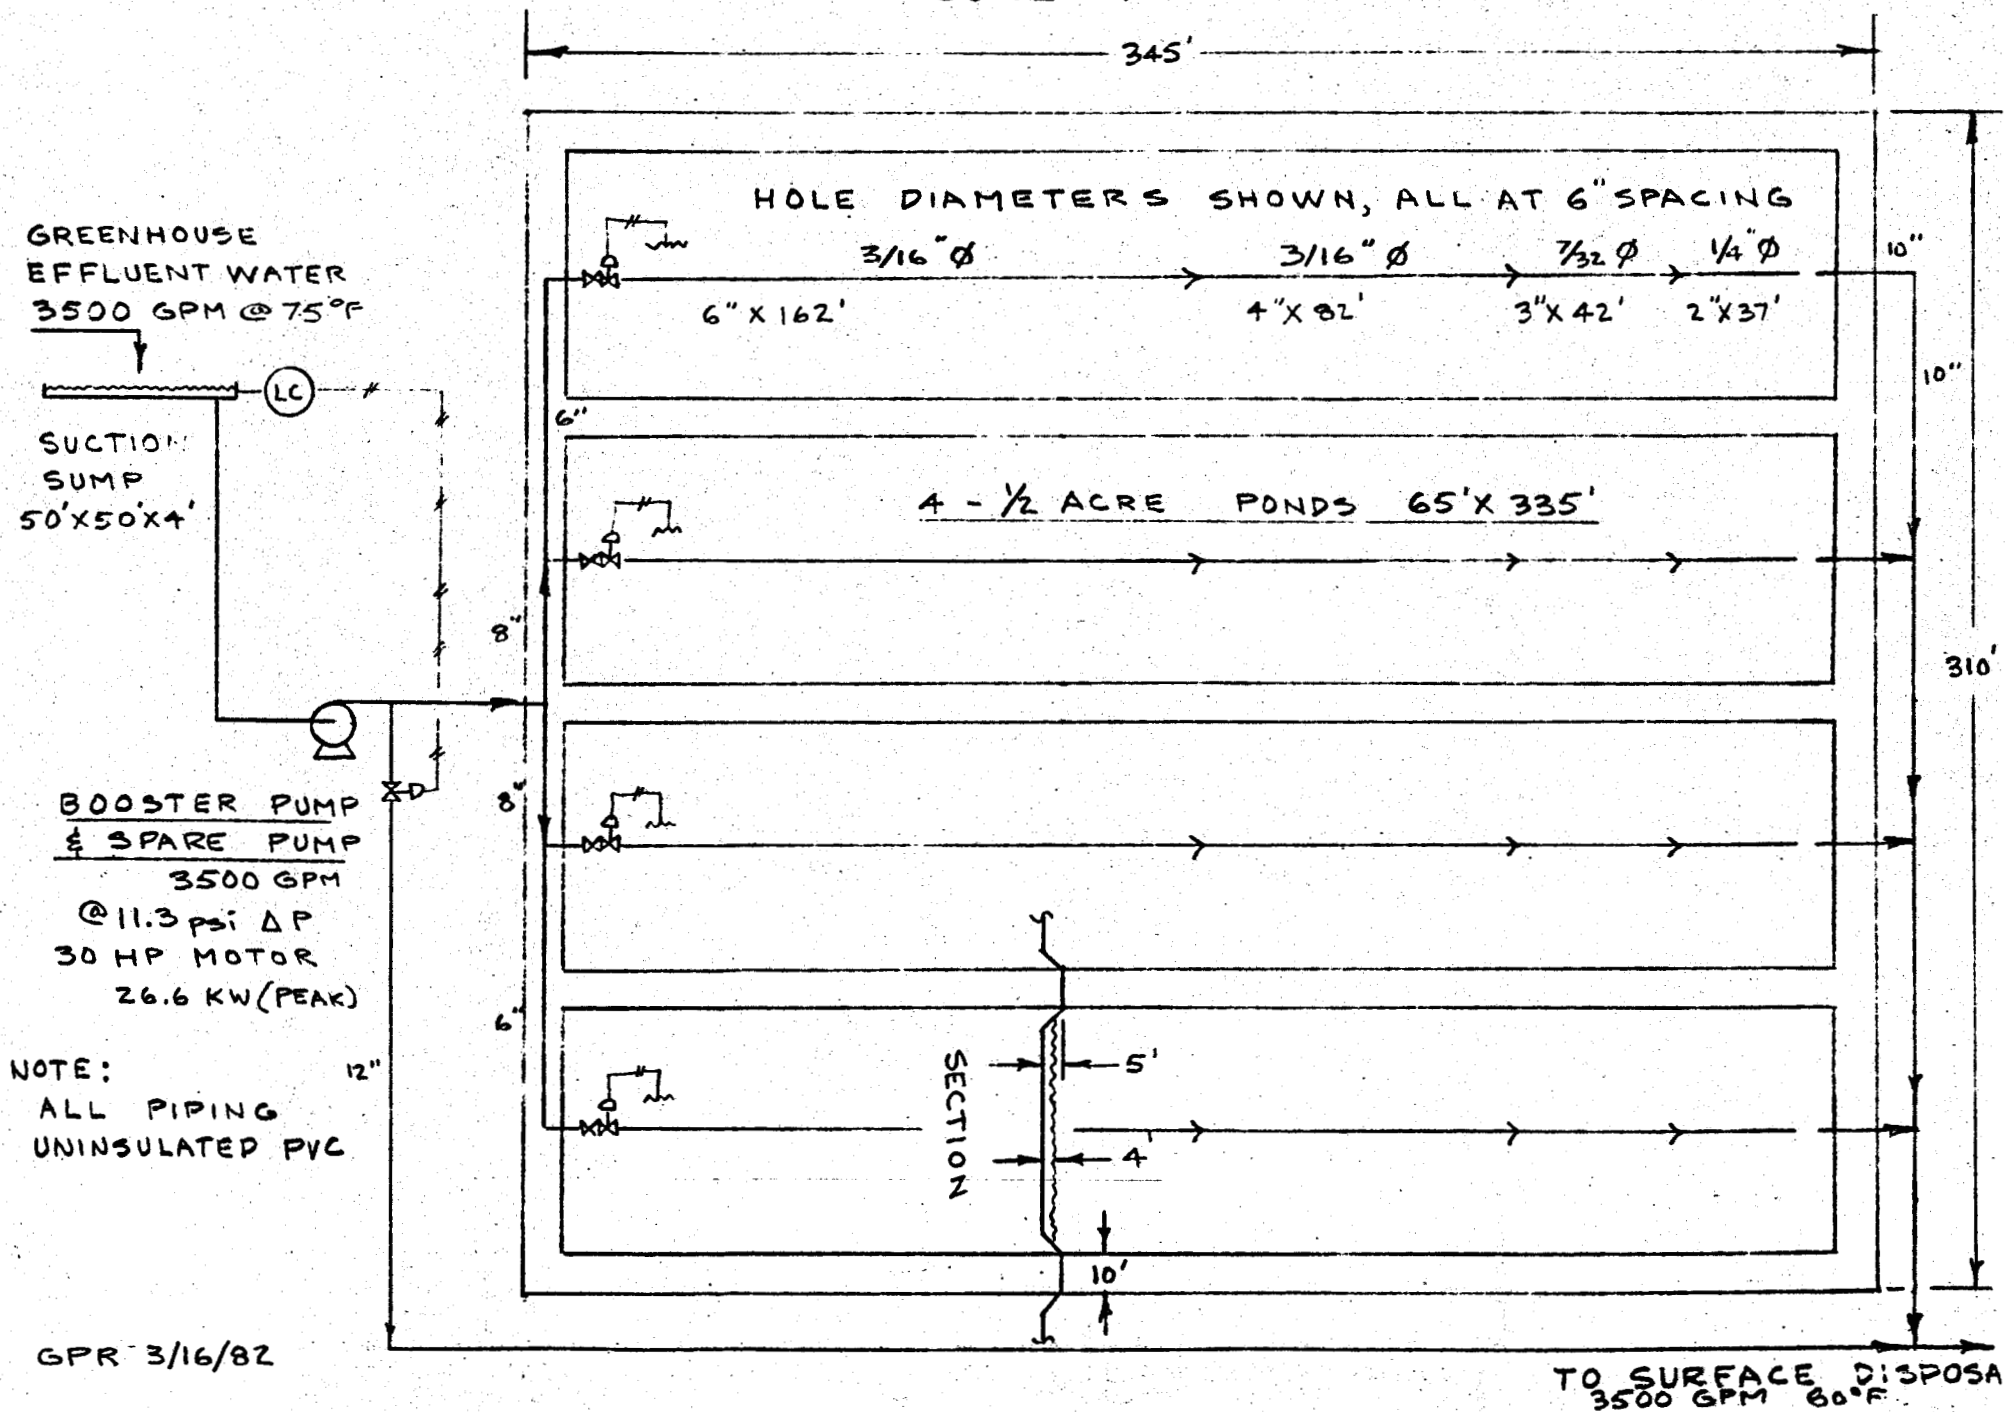 345'
HOLE DIAMETERS SHOWN, ALL AT 6" SPACING
3/16" Ø
3/16" Ø
7/32 Ø
1/4" Ø
10"
6" X 162'
4" X 82'
3" X 42'
2" X 37'
10"
GREENHOUSE
EFFLUENT WATER
3500 GPM @ 75°F
LC
SUCTION
SUMP
50'X50'X4'
6"
4 - 1/2 ACRE PONDS 65' X 335'
8"
310'
8"
BOOSTER PUMP
& SPARE PUMP
3500 GPM
@ 11.3 psi Δ P
30 HP MOTOR
26.6 KW (PEAK)
6"
12"
NOTE:
ALL PIPING
UNINSULATED PVC
SECTION
5'
4'
10'
GPR 3/16/82
TO SURFACE DISPOSA
3500 GPM 60°F